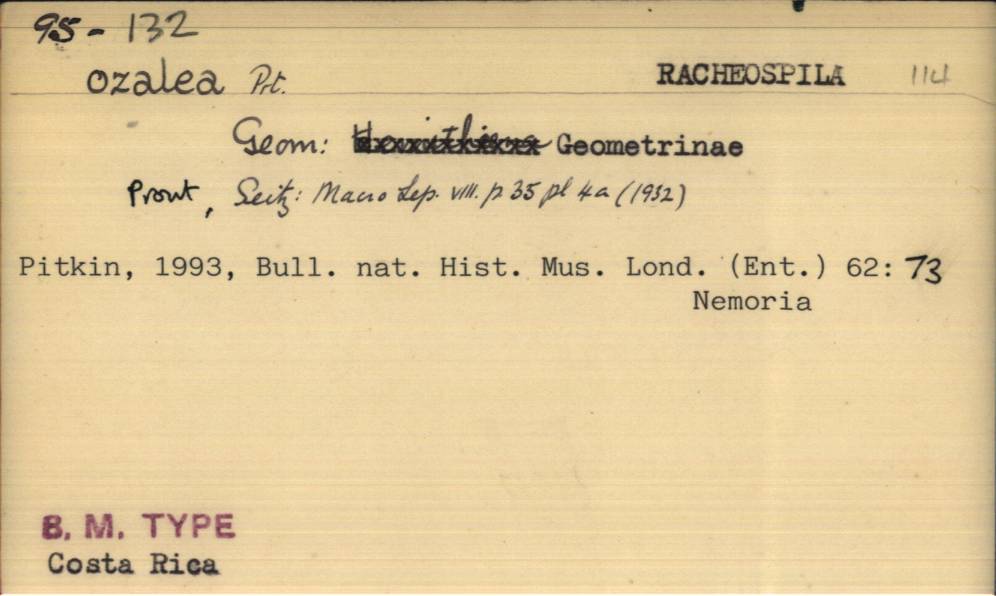 95 - 132
ozalea Prt. RACHEOSPILA 114
Geom: Geometrinae
Prout, Seitz: Macro Lep. VIII. p 35 pl 4a (1932)
Pitkin, 1993, Bull. nat. Hist. Mus. Lond. (Ent.) 62: 73
Nemoria
B. M. TYPE
Costa Rica